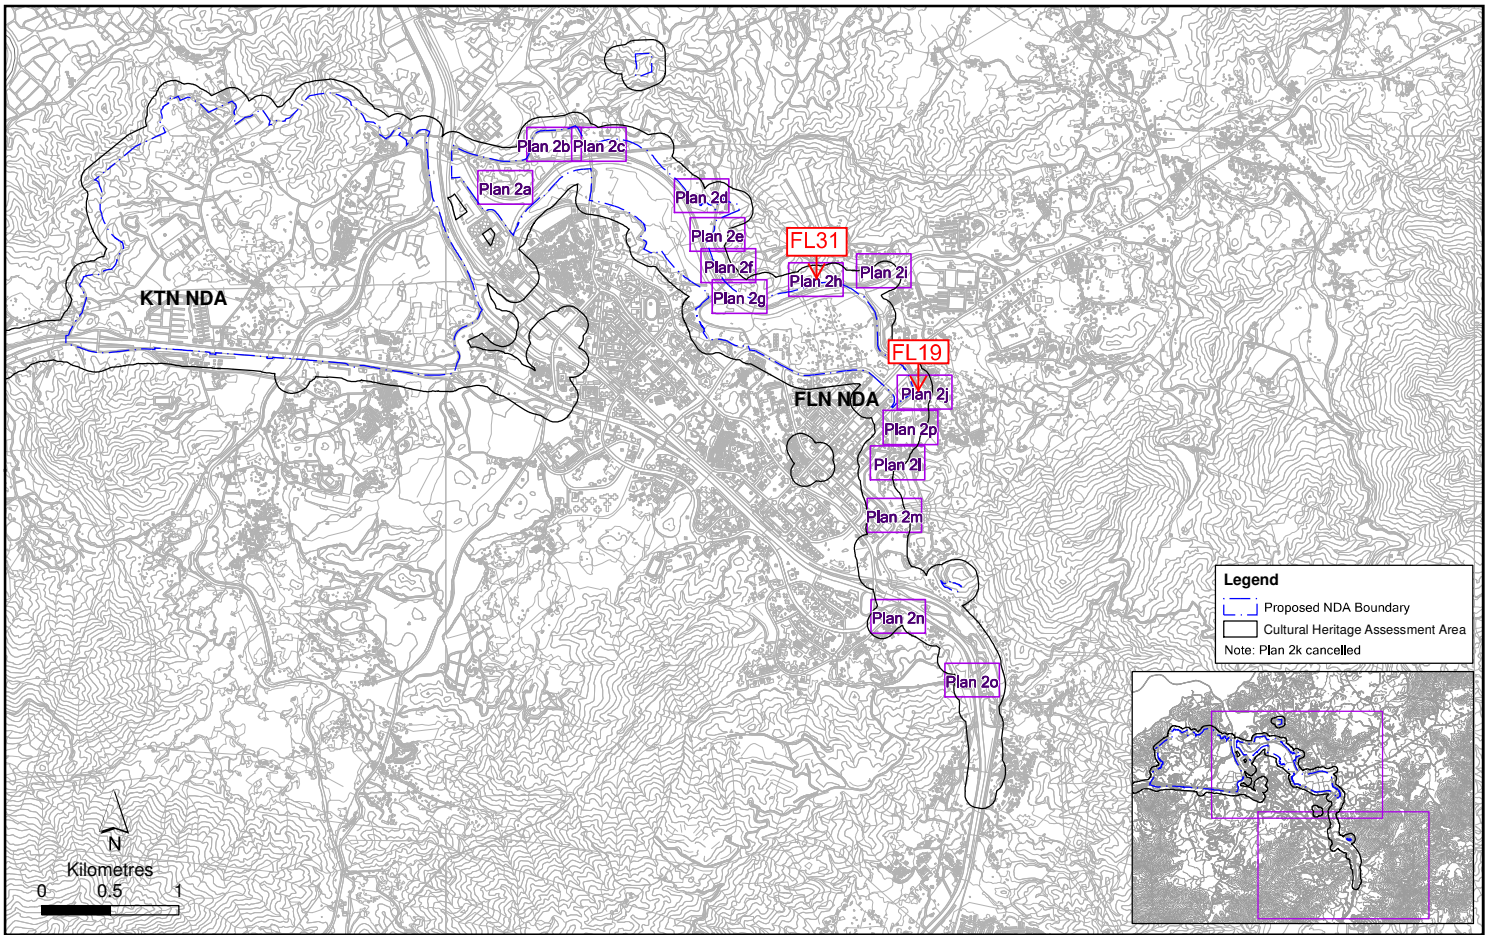 Plan 2b
Plan 2c
Plan 2a
Plan 2d
Plan 2e
FL31
Plan 2f
Plan 2i
Plan 2h
KTN NDA
Plan 2g
FL19
FLN NDA
Plan 2j
Plan 2p
Plan 2l
Plan 2m
Plan 2n
Plan 2o
Legend
Proposed NDA Boundary
Cultural Heritage Assessment Area
Note: Plan 2k cancelled
N
Kilometres
0 0.5 1